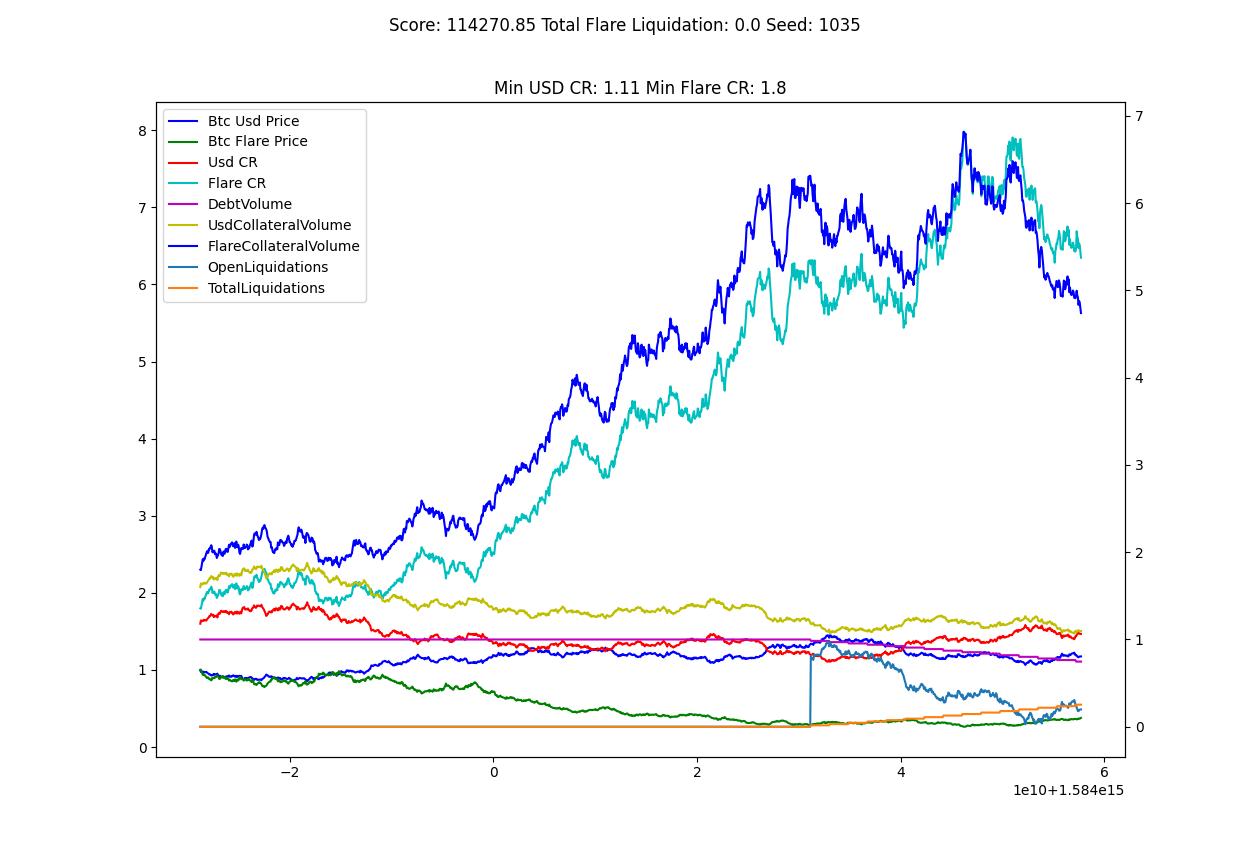 Score: 114270.85 Total Flare Liquidation: 0.0 Seed: 1035
Min USD CR: 1.11 Min Flare CR: 1.8
Btc Usd Price
Btc Flare Price
Usd CR
Flare CR
DebtVolume
UsdCollateralVolume
FlareCollateralVolume
OpenLiquidations
TotalLiquidations
8
7
6
5
4
3
2
1
0
7
6
5
4
3
2
1
0
−2
0
2
4
6
1e10+1.584e15